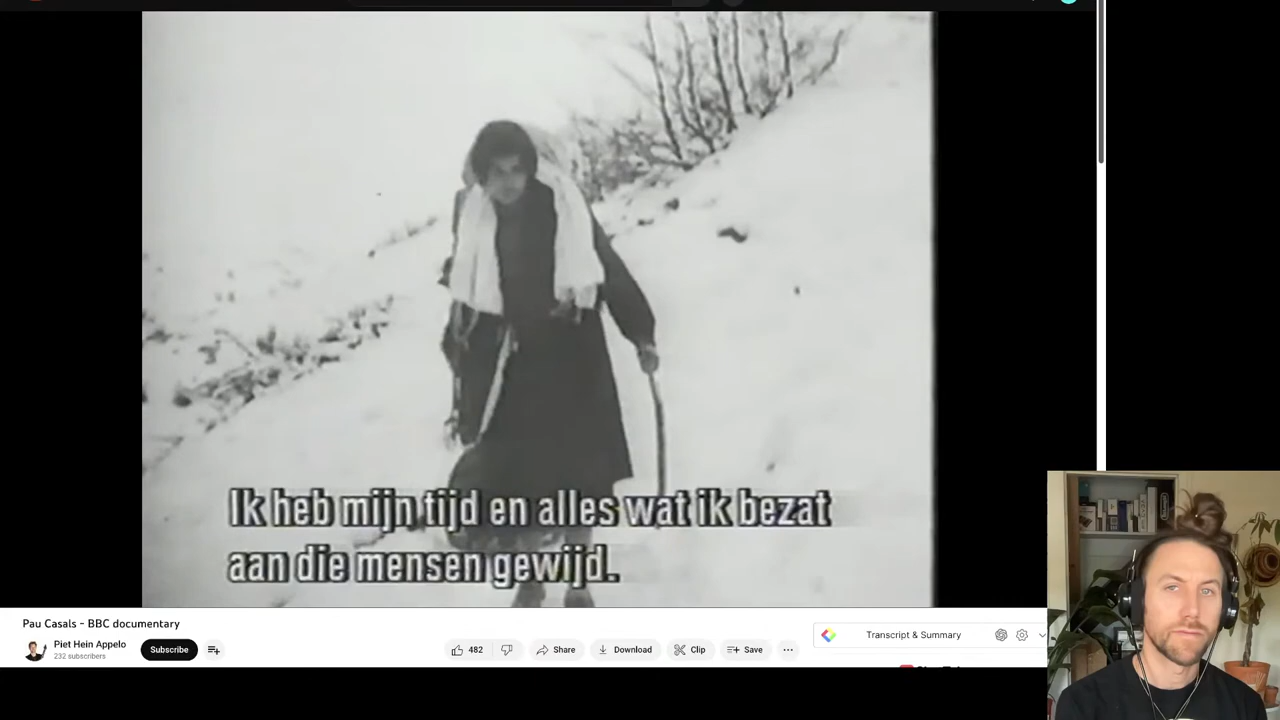 Ik heb mijn tijd en alles wat ik bezat
aan die mensen gewijd.
Pau Casals - BBC documentary
Piet Hein Appelo
232 subscribers
Subscribe
482
Share
Download
Clip
Save
Transcript & Summary